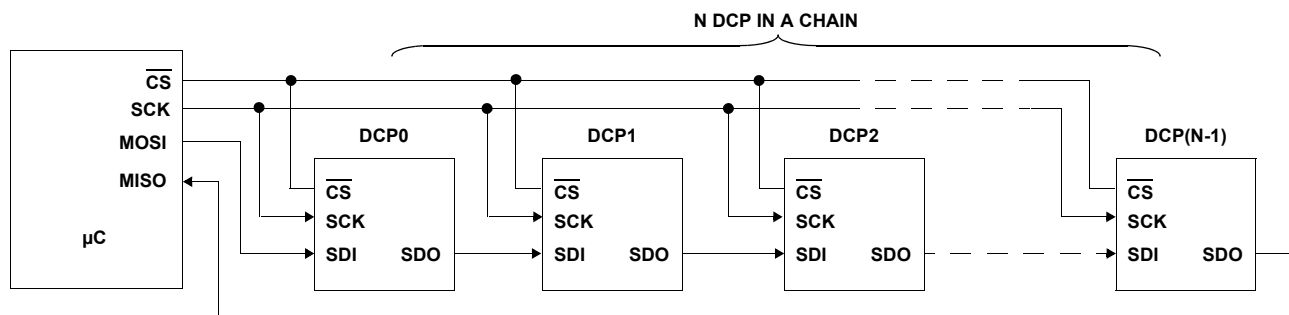 N DCP IN A CHAIN
CS
SCK
MOSI
MISO
µC
DCP0
CS
SCK
SDI SDO
DCP1
CS
SCK
SDI SDO
DCP2
CS
SCK
SDI SDO
DCP(N-1)
CS
SCK
SDI SDO